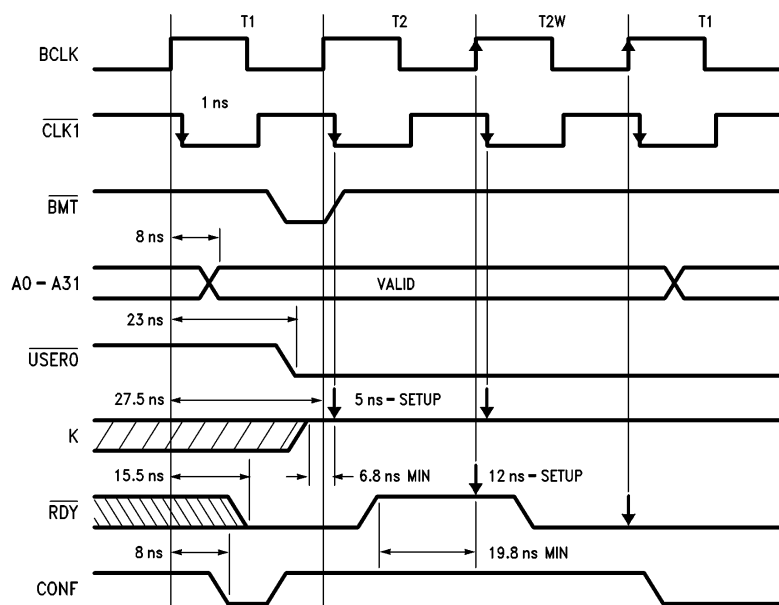 T1 T2 T2W T1
BCLK
1 ns
CLK1
BMT
8 ns
A0 – A31 VALID
23 ns
USER0
27.5 ns 5 ns – SETUP
K
15.5 ns 6.8 ns MIN 12 ns – SETUP
RDY
8 ns 19.8 ns MIN
CONF